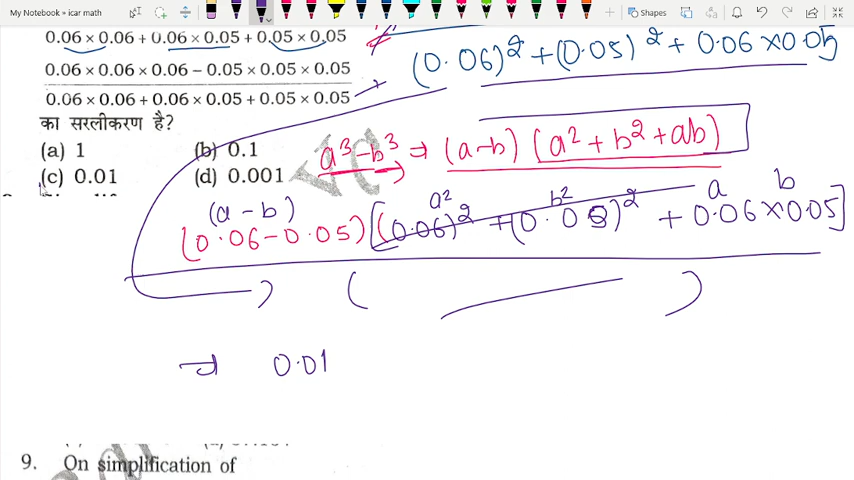 My Notebook » icar math
Shapes
0.06 × 0.06 + 0.06 × 0.05 + 0.05 × 0.05
(0.06)² + (0.05)² + 0.06 × 0.05
0.06 × 0.06 × 0.06 − 0.05 × 0.05 × 0.05
0.06 × 0.06 + 0.06 × 0.05 + 0.05 × 0.05
का सरलीकरण है?
(a) 1 (b) 0.1
(c) 0.01 (d) 0.001
a³ − b³ ⇒ (a−b) (a² + b² + ab)
(a − b) a² b² a b
(0.06 − 0.05) [(0.06)² + (0.05)² + 0.06 × 0.05]
( )
0.01
9. On simplification of